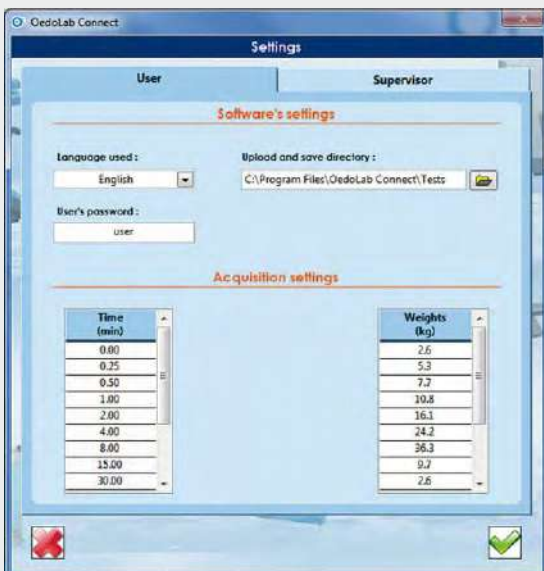 OedoLab Connect
Settings
User Supervisor
Software's settings
Language used : Upload and save directory :
English C:\Program Files\OedoLab Connect\Tests
User's password :
user
Acquisition settings
Time (min) Weights (kg)
0.00 2.6
0.25 5.3
0.50 7.7
1.00 10.8
2.00 16.1
4.00 24.2
8.00 36.3
15.00 9.7
30.00 2.6